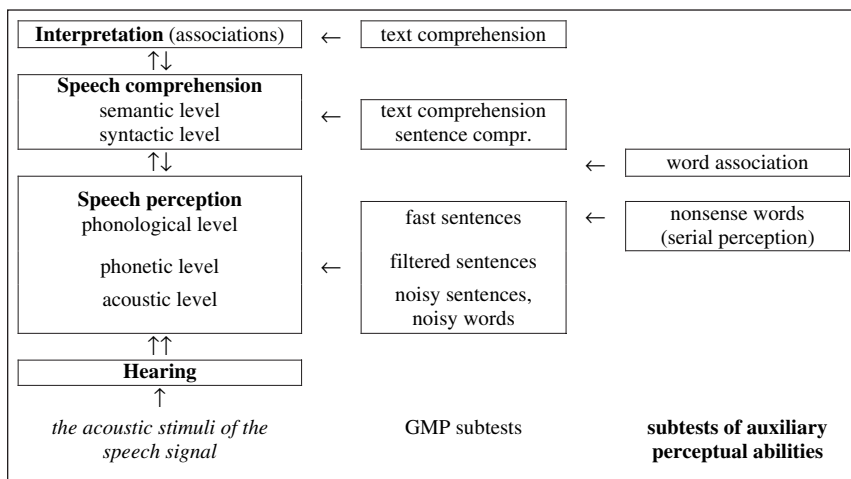 Interpretation (associations) ← text comprehension
↑↓
Speech comprehension
semantic level ← text comprehension
syntactic level sentence compr.
↑↓ ← word association
Speech perception
phonological level fast sentences ← nonsense words
(serial perception)
phonetic level ← filtered sentences
acoustic level noisy sentences,
noisy words
↑↑
Hearing
↑
the acoustic stimuli of the GMP subtests subtests of auxiliary
speech signal perceptual abilities